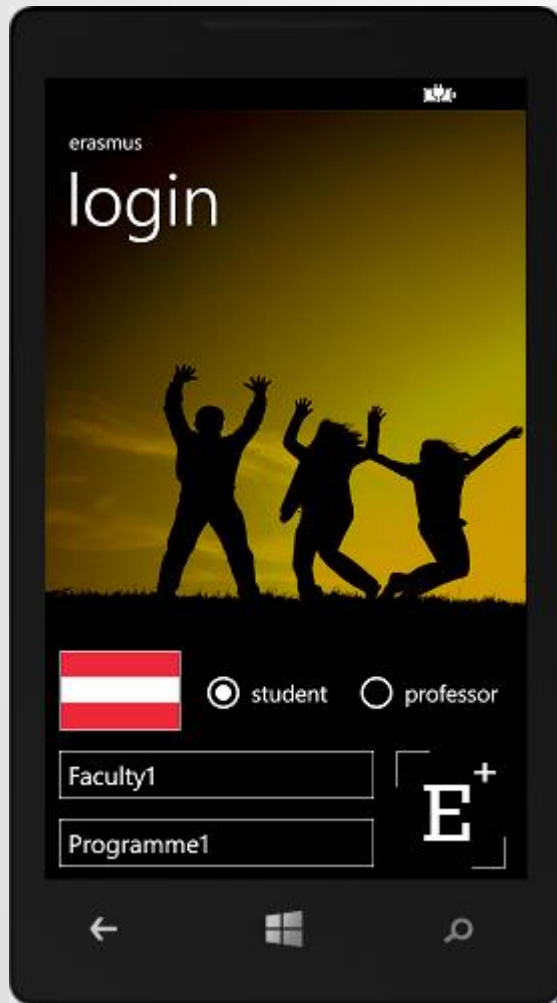 erasmus
login
student professor
Faculty1
Programme1
E+